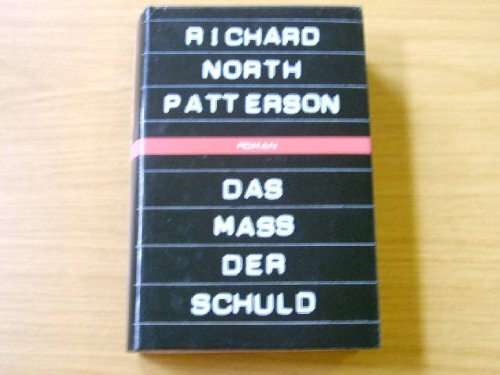 RICHARD
NORTH
PATTERSON
ROMAN
DAS
MASS
DER
SCHULD